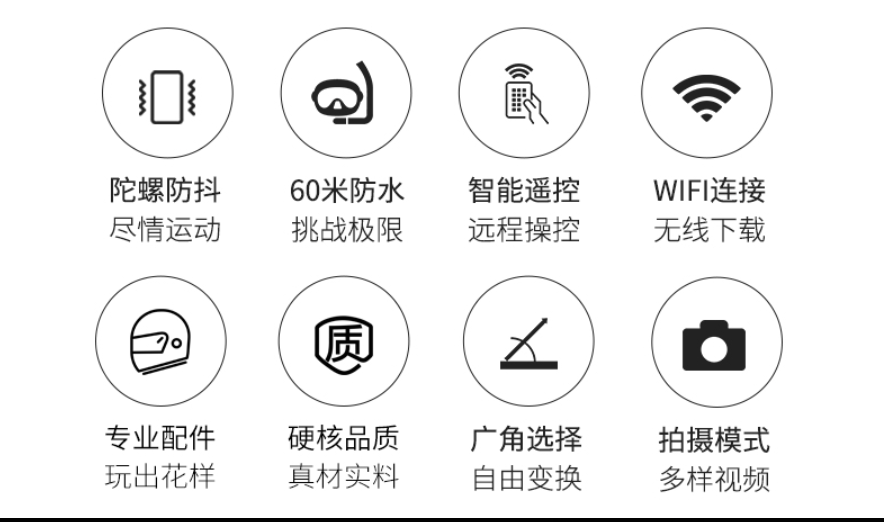 陀螺防抖 60米防水 智能遥控 WIFI连接
尽情运动 挑战极限 远程操控 无线下载
质
专业配件 硬核品质 广角选择 拍摄模式
玩出花样 真材实料 自由变换 多样视频